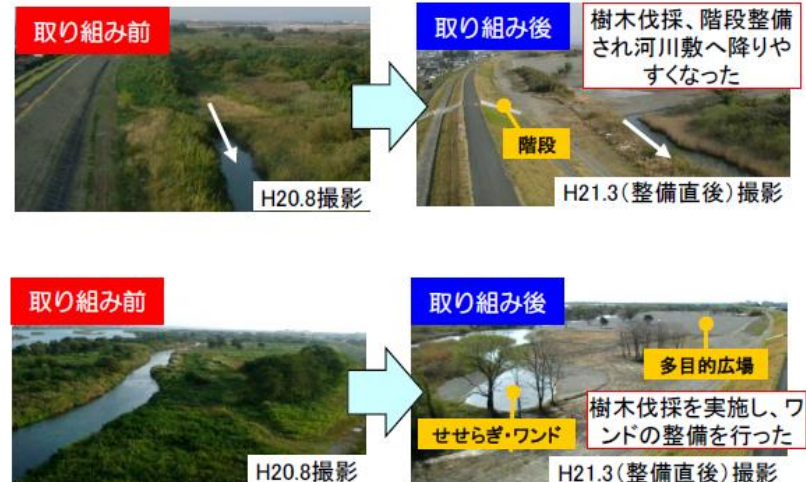 取り組み前
取り組み後
樹木伐採、階段整備
され河川敷へ降りや
すくなった
階段
H20.8撮影
H21.3(整備直後)撮影
取り組み前
取り組み後
多目的広場
樹木伐採を実施し、ワ
ンドの整備を行った
せせらぎ・ワンド
H20.8撮影
H21.3(整備直後)撮影